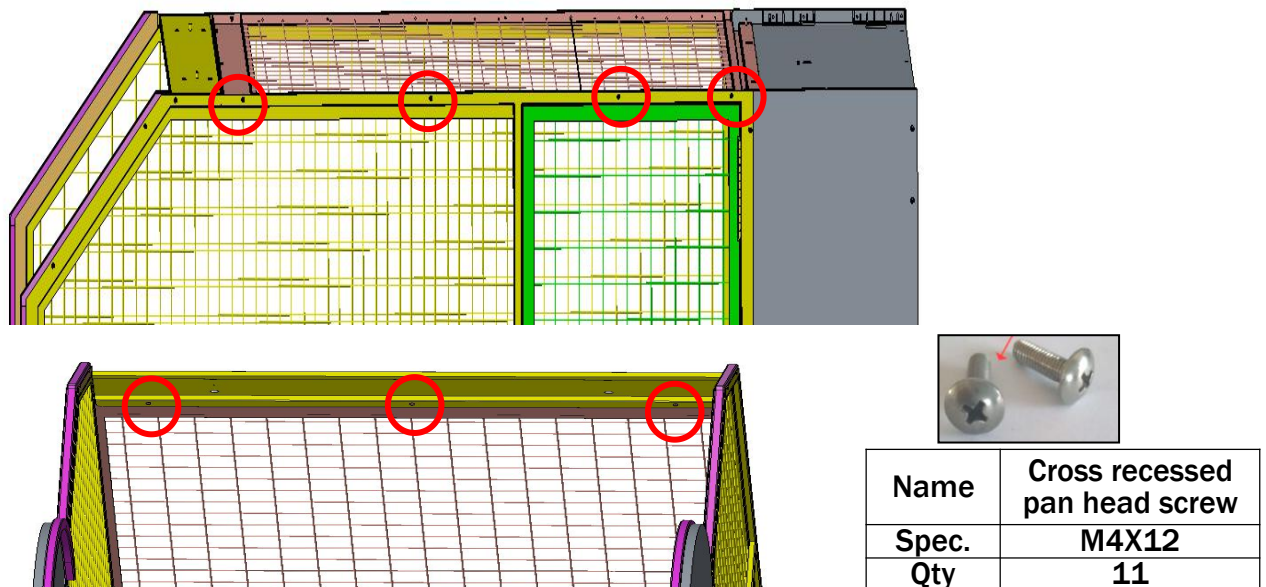 Name
Cross recessed
pan head screw
Spec.
M4X12
Qty
11